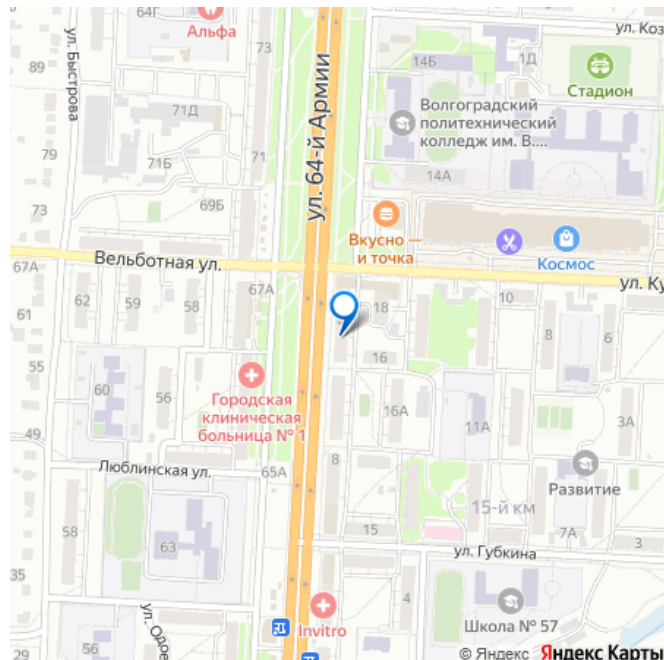 64Г
Альфа
73
ул. Коз
14Б
1Д
Стадион
ул. Быстрова
89
ул. 64-й Армии
71Д
Волгоградский
политехнический
колледж им. В....
79
71Б
71
14А
73
69Б
Вкусно —
и точка
Космос
Вельботная ул.
67А
67А
ул. Ку
62
59
58
18
10
61
8
6
55
16
60
56
Городская
клиническая
больница № 1
16А
11А
3А
49
Люблинская ул.
65А
8
Развитие
15-й км
58
63
15
7А
3
ул. Губкина
35
4
ул. Одое
Invitro
Школа № 57
29
56
© Яндекс Яндекс Карты